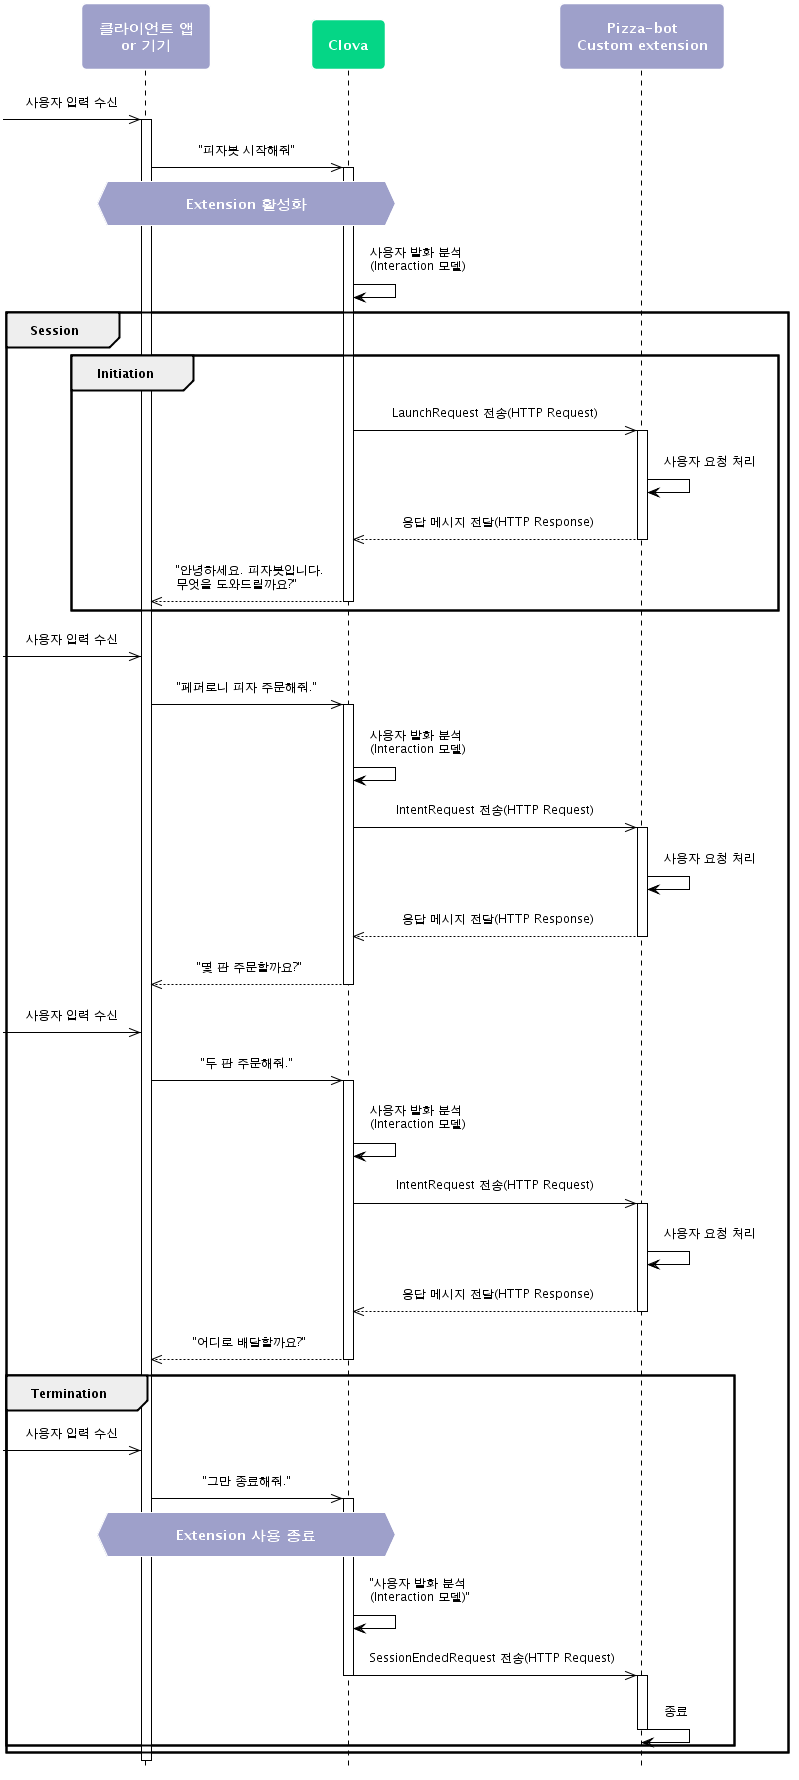 클라이언트 앱
or 기기
Clova
Pizza-bot
Custom extension
사용자 입력 수신
"피자봇 시작해줘"
Extension 활성화
사용자 발화 분석
(Interaction 모델)
Session
Initiation
LaunchRequest 전송(HTTP Request)
사용자 요청 처리
응답 메시지 전달(HTTP Response)
"안녕하세요. 피자봇입니다.
무엇을 도와드릴까요?"
사용자 입력 수신
"페퍼로니 피자 주문해줘."
사용자 발화 분석
(Interaction 모델)
IntentRequest 전송(HTTP Request)
사용자 요청 처리
응답 메시지 전달(HTTP Response)
"몇 판 주문할까요?"
사용자 입력 수신
"두 판 주문해줘."
사용자 발화 분석
(Interaction 모델)
IntentRequest 전송(HTTP Request)
사용자 요청 처리
응답 메시지 전달(HTTP Response)
"어디로 배달할까요?"
Termination
사용자 입력 수신
"그만 종료해줘."
Extension 사용 종료
"사용자 발화 분석
(Interaction 모델)"
SessionEndedRequest 전송(HTTP Request)
종료